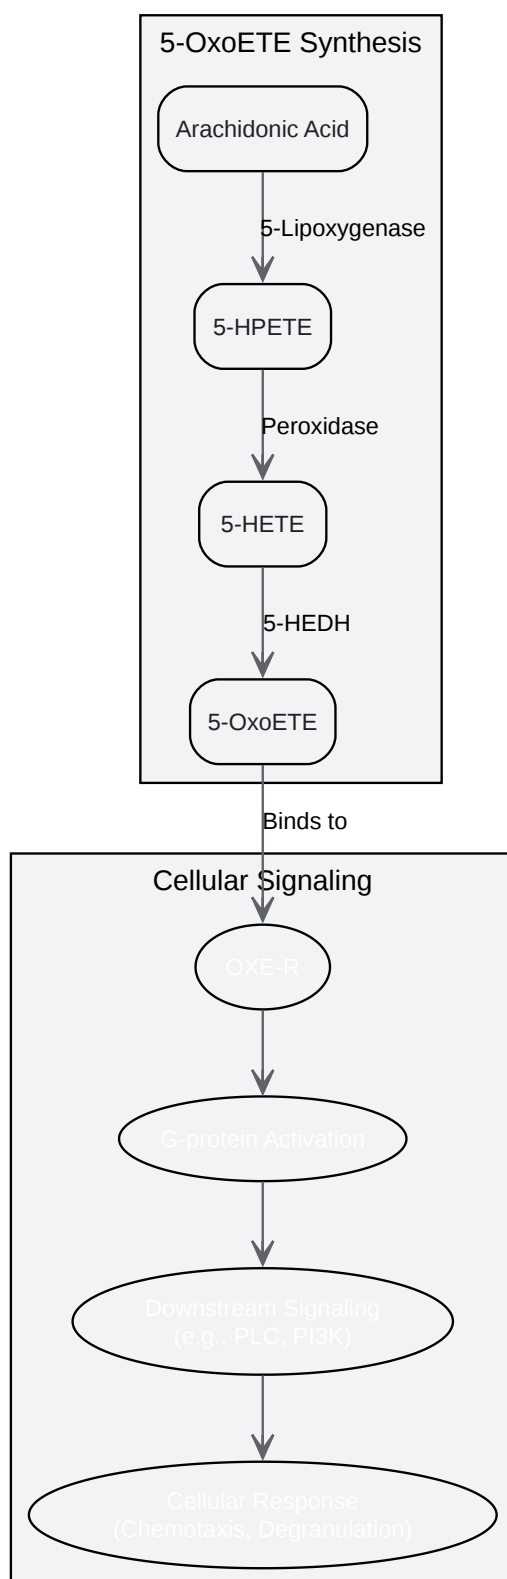 5-OxoETE Synthesis
Arachidonic Acid
5-Lipoxygenase
5-HPETE
Peroxidase
5-HETE
5-HEDH
5-OxoETE
Binds to
Cellular Signaling
OXE-R
G-protein Activation
Downstream Signaling
(e.g., PLC, PI3K)
Cellular Response
(Chemotaxis, Degranulation)